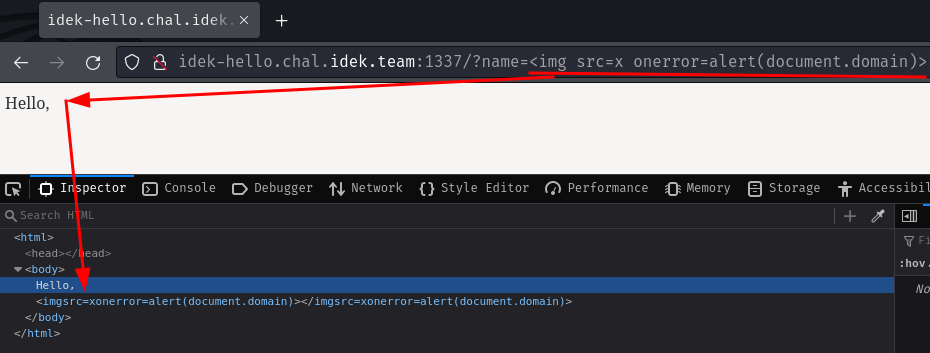 idek-hello.chal.idek.
idek-hello.chal.idek.team:1337/?name=<img src=x onerror=alert(document.domain)>
Hello,
Inspector Console Debugger Network Style Editor Performance Memory Storage Accessibil
Search HTML
Fi
<html>
<head></head>
:hov.
<body>
Hello,
No
<imgsrc=xonerror=alert(document.domain)></imgsrc=xonerror=alert(document.domain)>
</body>
</html>